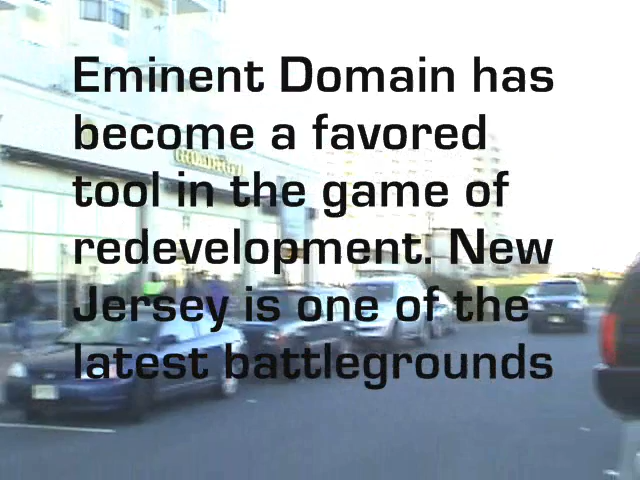 Eminent Domain has
become a favored
tool in the game of
redevelopment. New
Jersey is one of the
latest battlegrounds